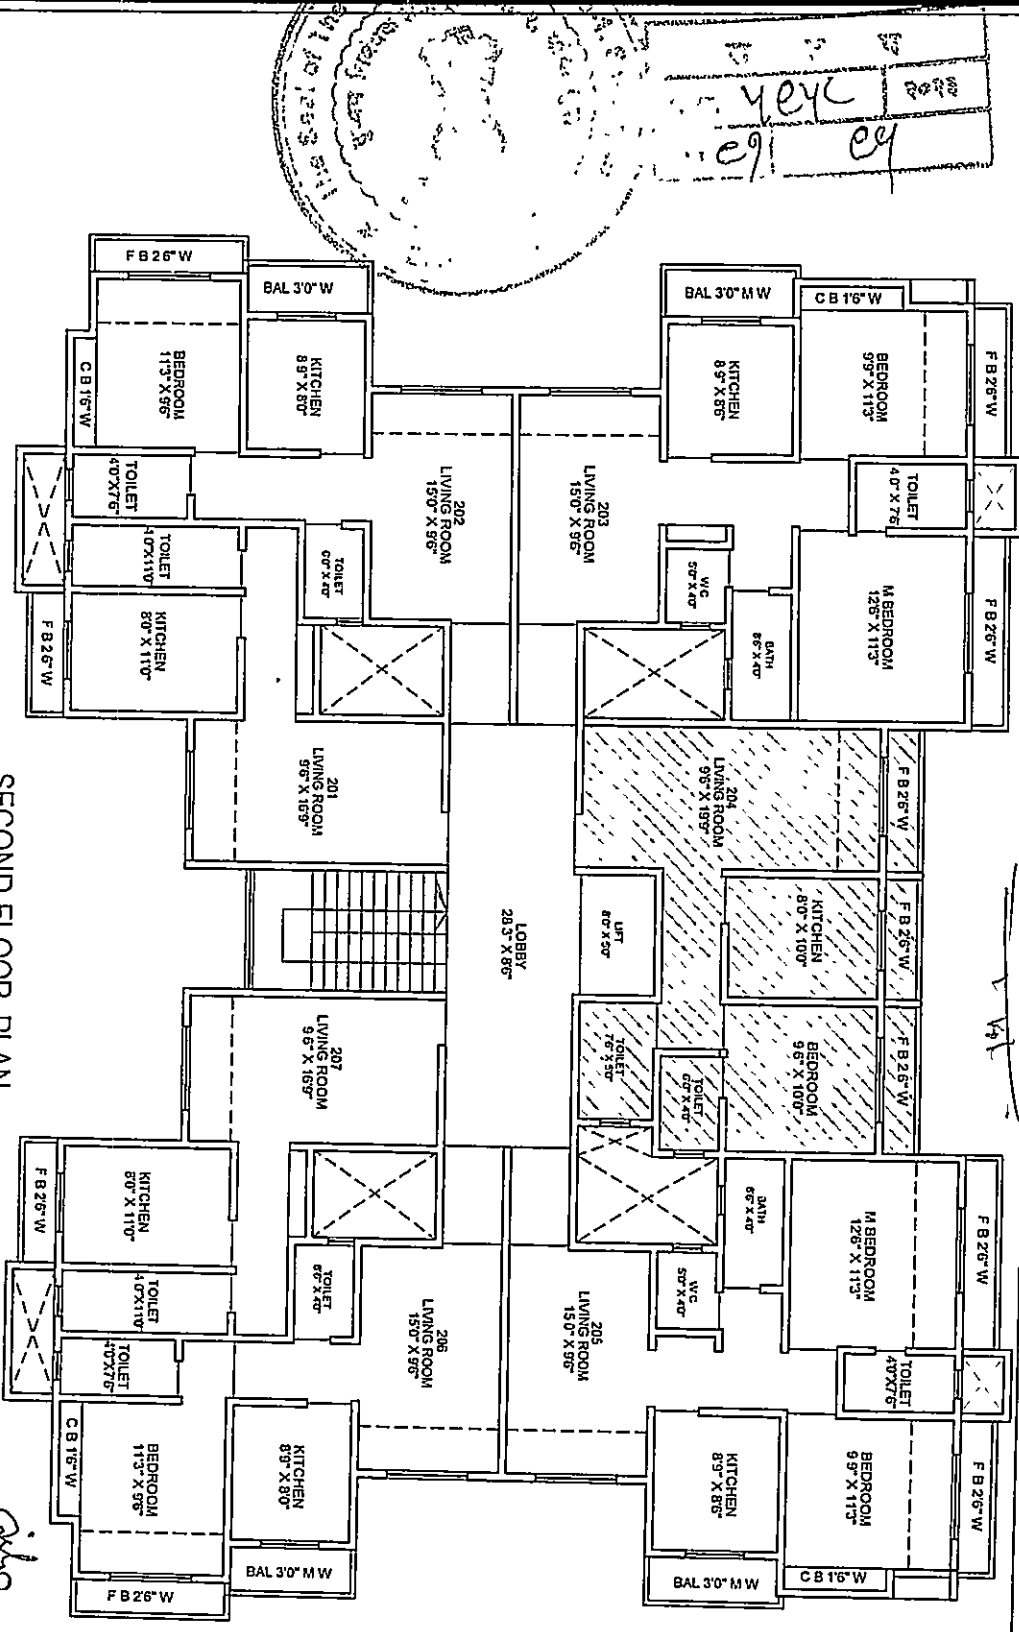 ५९५८
९१ ९५
F B 2'6" W
BAL 3'0" W
BEDROOM
11'3" X 9'6"
KITCHEN
8'9" X 8'0"
C B 1'6" W
TOILET
4'0"X7'6"
TOILET
4'0"X11'0"
KITCHEN
8'0" X 11'0"
F B 2'6" W
TOILET
6'0" X 4'0"
202
LIVING ROOM
15'0" X 9'6"
203
LIVING ROOM
15'0" X 9'6"
BAL 3'0" M W
C B 1'6" W
KITCHEN
8'9" X 8'6"
BEDROOM
9'9" X 11'3"
F B 2'6" W
TOILET
4'0" X 7'6"
W C
5'0" X 4'0"
BATH
6'6" X 4'0"
M BEDROOM
12'6" X 11'3"
F B 2'6" W
201
LIVING ROOM
9'6" X 16'9"
204
LIVING ROOM
9'6" X 19'9"
F B 2'6" W
LOBBY
28'3" X 8'6"
LIFT
8'0" X 5'0"
KITCHEN
8'0" X 10'0"
F B 2'6" W
TOILET
7'6" X 5'0"
TOILET
6'0" X 4'0"
BEDROOM
9'6" X 10'0"
F B 2'6" W
207
LIVING ROOM
9'6" X 16'9"
KITCHEN
8'0" X 11'0"
F B 2'6" W
TOILET
4'0"X11'0"
TOILET
4'0"X7'6"
TOILET
6'0" X 4'0"
206
LIVING ROOM
15'0" X 9'6"
205
LIVING ROOM
15'0" X 9'6"
BATH
6'6" X 4'0"
W C
5'0" X 4'0"
M BEDROOM
12'6" X 11'3"
F B 2'6" W
TOILET
4'0"X7'6"
C B 1'6" W
BEDROOM
11'3" X 9'6"
F B 2'6" W
KITCHEN
8'9" X 8'0"
BAL 3'0" M W
KITCHEN
8'9" X 8'6"
BAL 3'0" M W
BEDROOM
9'9" X 11'3"
C B 1'6" W
F B 2'6" W
SECOND FLOOR PLAN